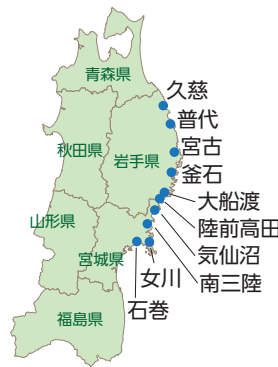 青森県
久慈
普代
秋田県
岩手県
宮古
釜石
大船渡
陸前高田
山形県
気仙沼
宮城県
女川
南三陸
石巻
福島県